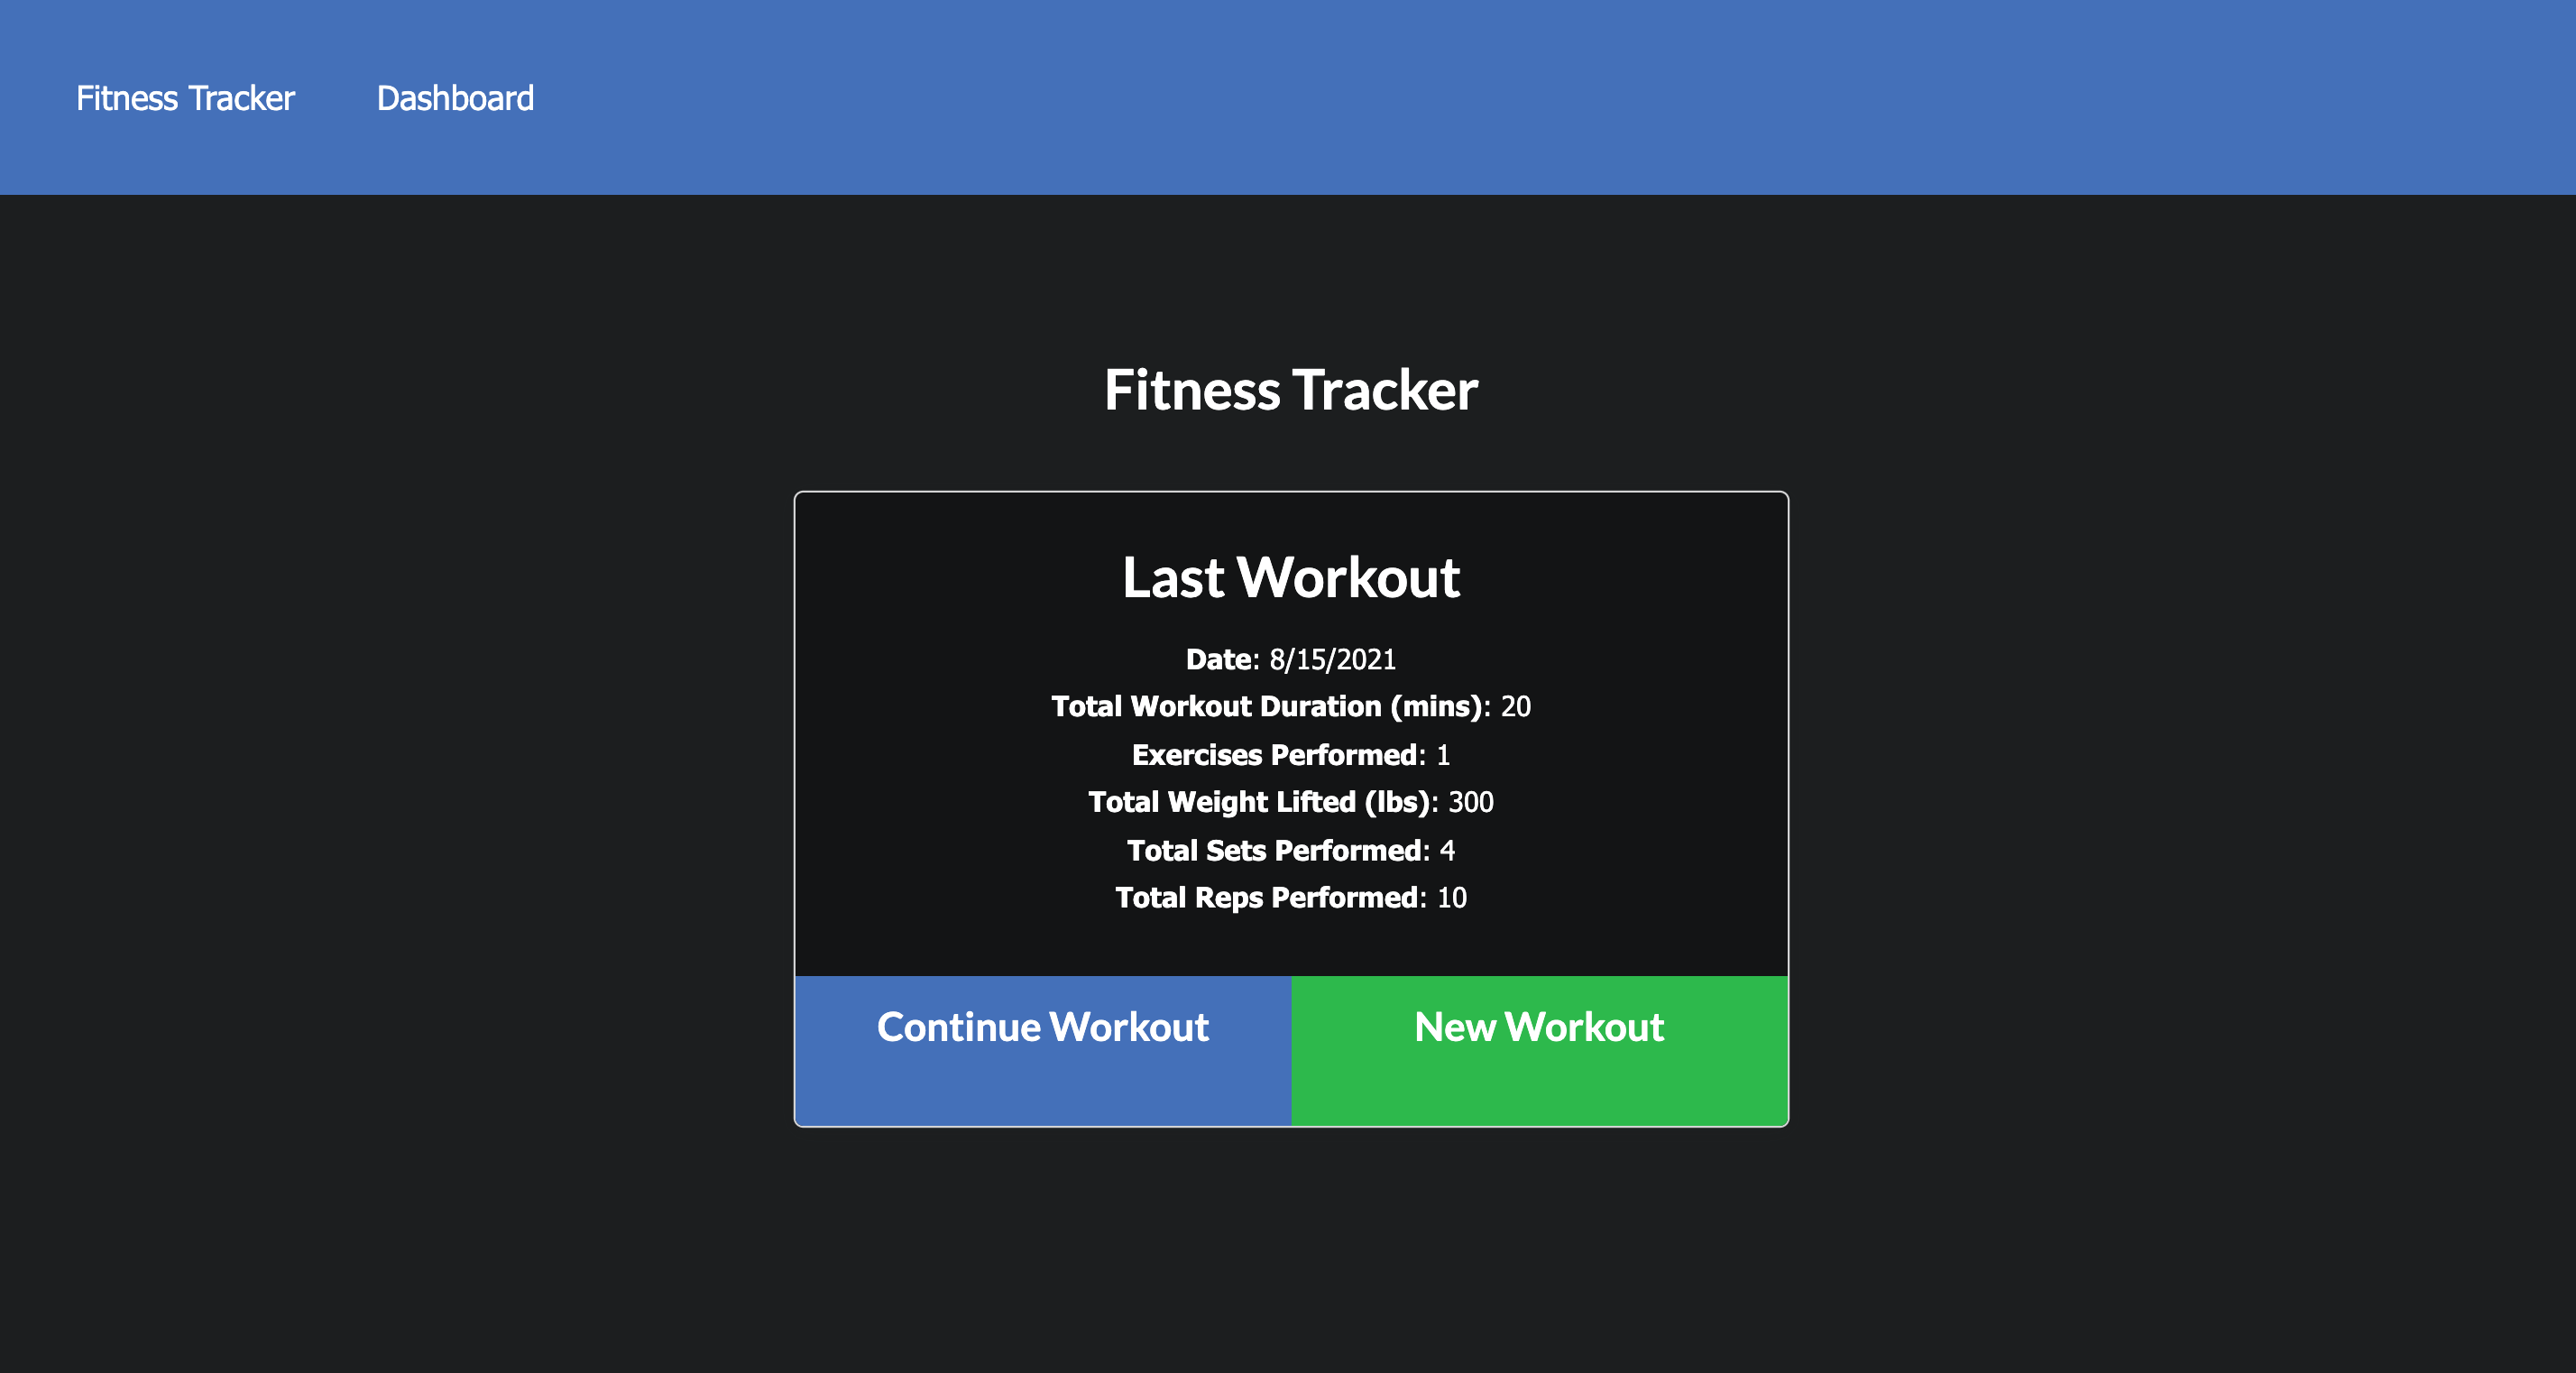 Fitness Tracker Dashboard
Fitness Tracker
Last Workout
Date: 8/15/2021
Total Workout Duration (mins): 20
Exercises Performed: 1
Total Weight Lifted (lbs): 300
Total Sets Performed: 4
Total Reps Performed: 10
Continue Workout New Workout